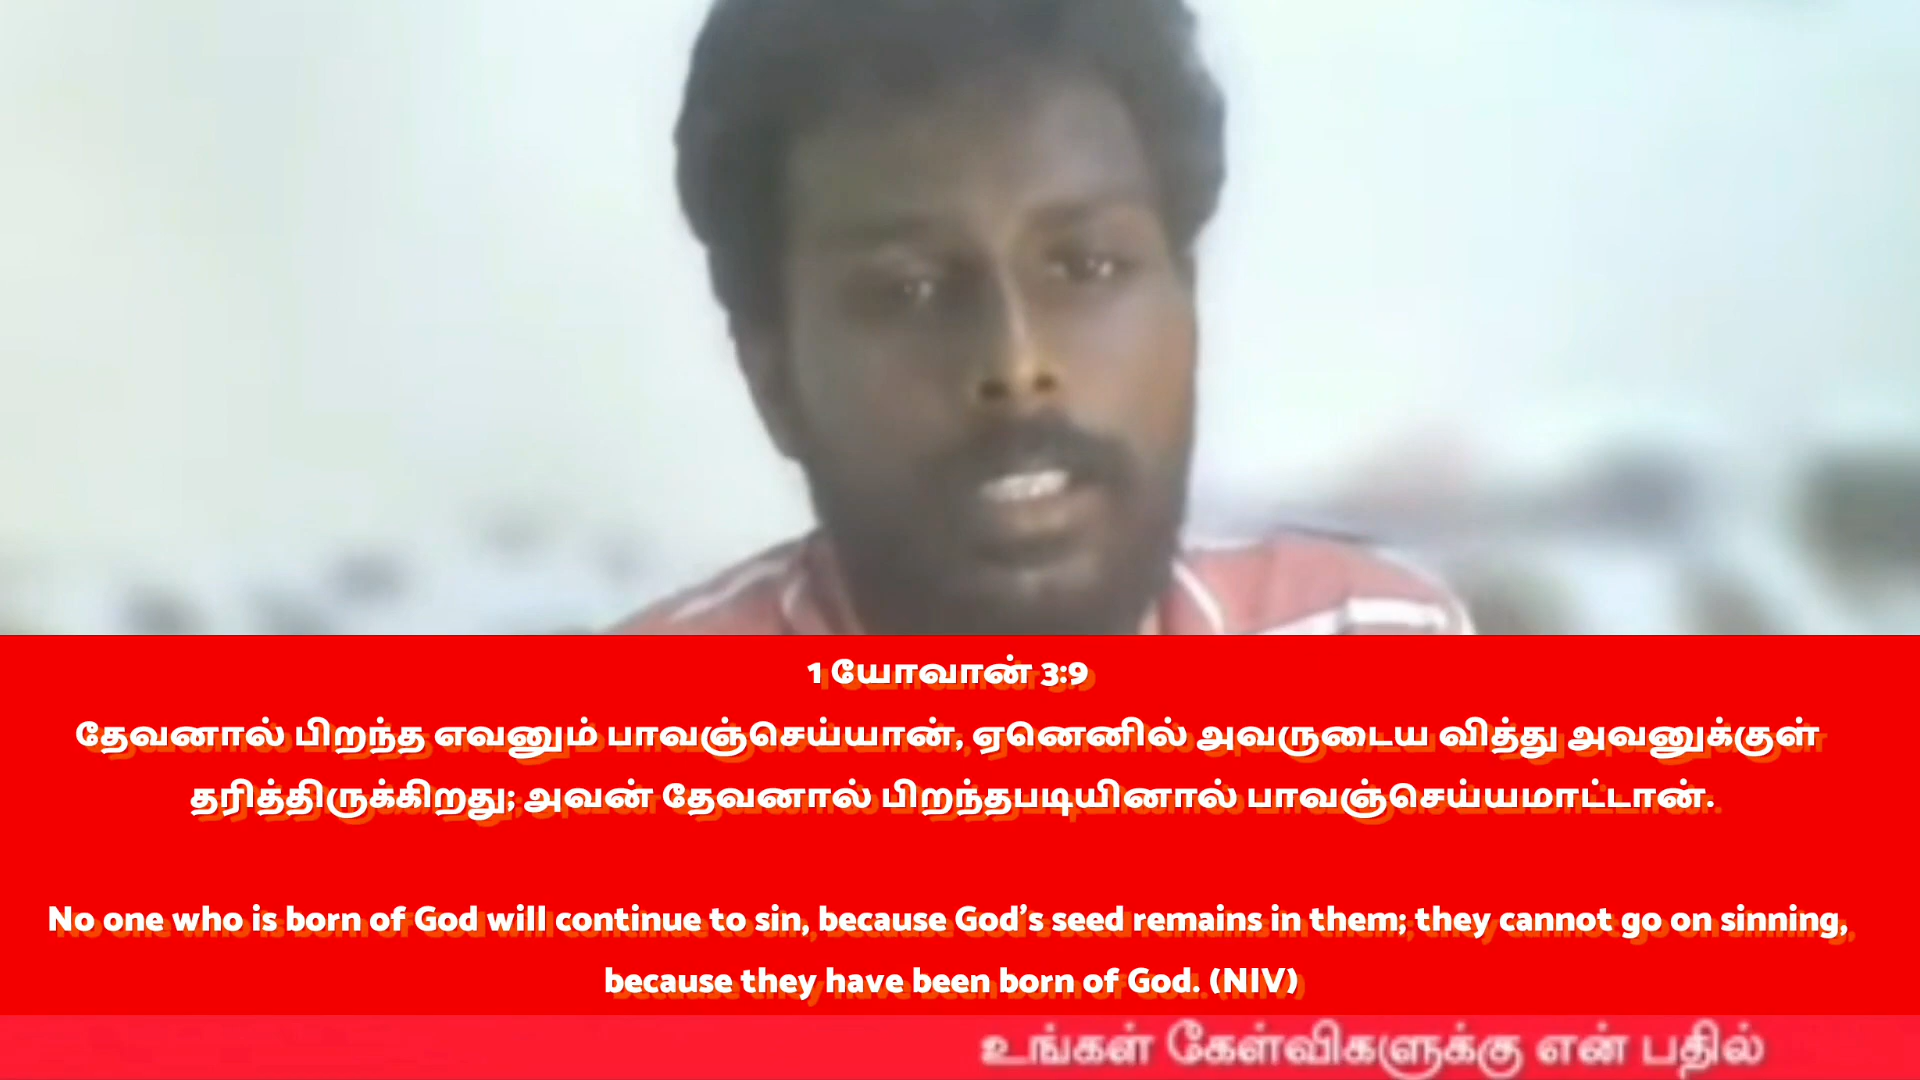 1 யோவான் 3:9
தேவனால் பிறந்த எவனும் பாவஞ்செய்யான், ஏனெனில் அவருடைய வித்து அவனுக்குள்
தரித்திருக்கிறது; அவன் தேவனால் பிறந்தபடியினால் பாவஞ்செய்யமாட்டான்.
No one who is born of God will continue to sin, because God's seed remains in them; they cannot go on sinning,
because they have been born of God. (NIV)
உங்கள் கேள்விகளுக்கு என் பதில்